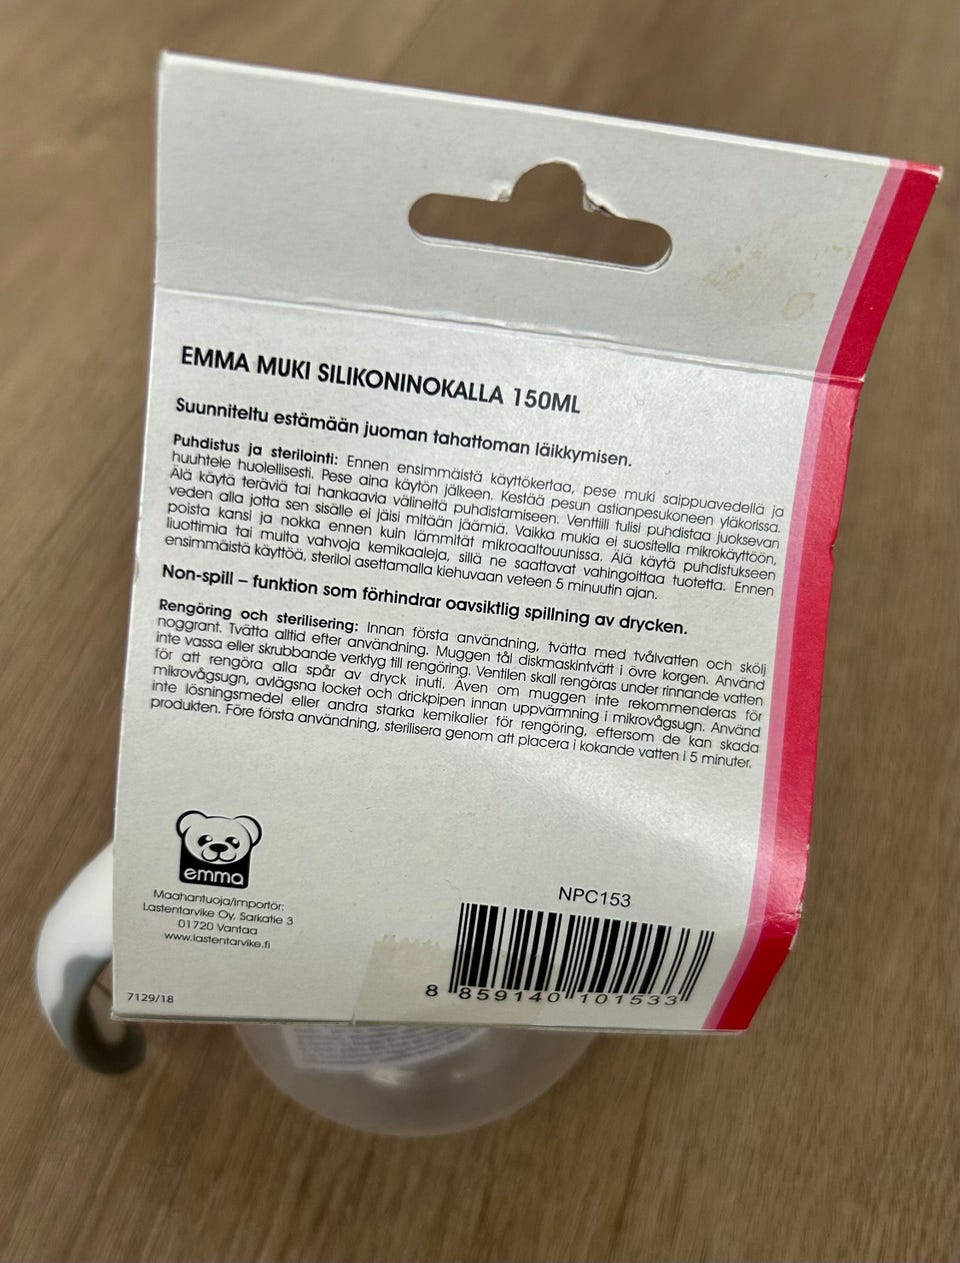 EMMA MUKI SILIKONINOKALLA 150ML
Suunniteltu estämään juoman tahattoman läikkymisen.
Puhdistus ja sterilointi: Ennen ensimmäistä käyttökertaa, pese muki saippuavedellä ja
huuhtele huolellisesti. Pese aina käytön jälkeen. Kestää pesun astianpesukoneen yläkorissa.
Älä käytä teräviä tai hankaavia välineitä puhdistamiseen. Venttiili tulisi puhdistaa juoksevan
veden alla jotta sen sisälle ei jäisi mitään jäämiä. Vaikka mukia ei suositella mikrokäyttöön,
poista kansi ja nokka ennen kuin lämmität mikroaaltouunissa. Älä käytä puhdistukseen
liuottimia tai muita vahvoja kemikaaleja, sillä ne saattavat vahingoittaa tuotetta. Ennen
ensimmäistä käyttöä, steriloi asettamalla kiehuvaan veteen 5 minuutin ajan.
Non-spill – funktion som förhindrar oavsiktlig spillning av drycken.
Rengöring och sterilisering: Innan första användning, tvätta med tvålvatten och skölj
noggrant. Tvätta alltid efter användning. Muggen tål diskmaskintvätt i övre korgen. Använd
inte vassa eller skrubbande verktyg till rengöring. Ventilen skall rengöras under rinnande vatten
för att rengöra alla spår av dryck inuti. Även om muggen inte rekommenderas för
mikrovågsugn, avlägsna locket och drickpipen innan uppvärmning i mikrovågsugn. Använd
inte lösningsmedel eller andra starka kemikalier för rengöring, eftersom de kan skada
produkten. Före första användning, sterilisera genom att placera i kokande vatten i 5 minuter.
emma
Maahantuoja/importör:
Lastentarvike Oy, Sarkatie 3
01720 Vantaa
www.lastentarvike.fi
7129/18
NPC153
8 859140 101533